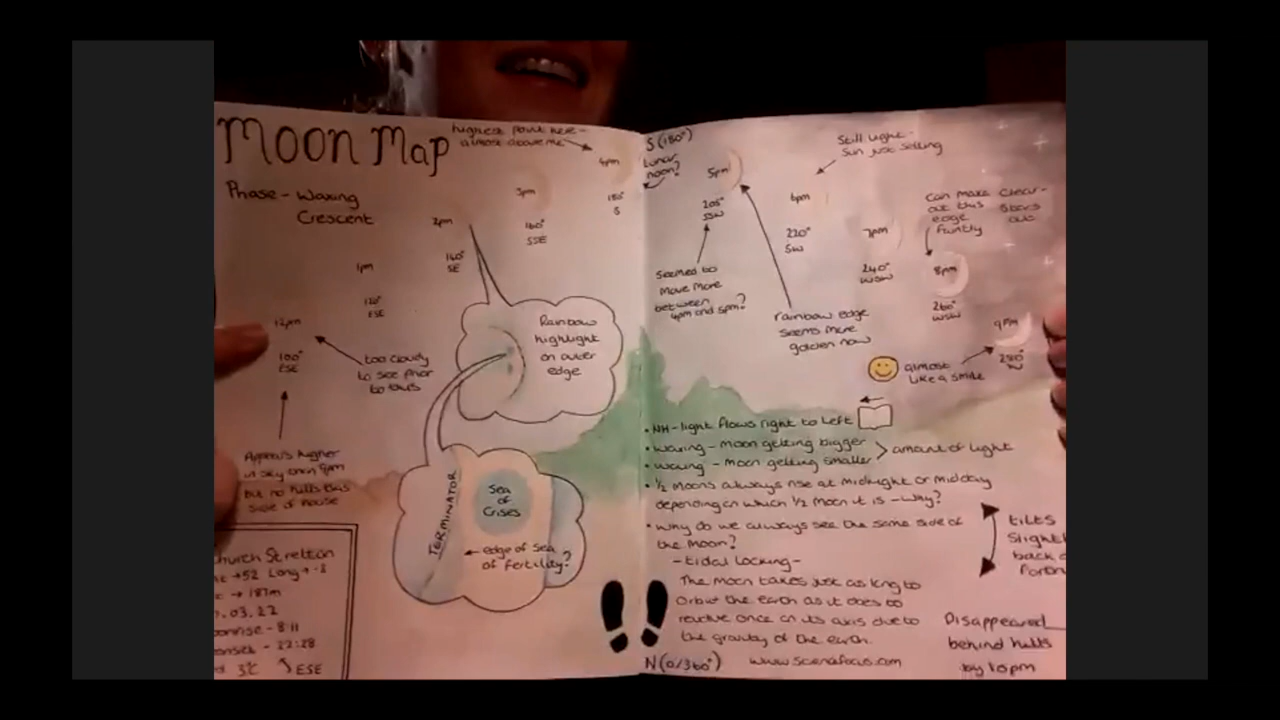 Moon Map
highest point here -
almost above me
Phase - Waxing
Crescent
4pm
180°
S
3pm
160°
SSE
2pm
140°
SE
1pm
120°
ESE
12pm
100°
ESE
too cloudy
to see prior
to this
Appears higher
in sky than 9pm
but no hills this
side of house
Rainbow
highlight
on outer
edge
TERMINATOR
Sea
of
Crises
edge of Sea
of fertility?
Church Stretton
→52 Long → -3
→ 187m
.03.22
moonrise - 8:11
moonset - 22:28
3°C ESE
S (180°)
Lunar
noon?
5pm
205°
SSW
Still light -
Sun just setting
6pm
220°
SW
7pm
240°
WSW
Can make
out this
edge
faintly
Clear -
Stars
out
8pm
260°
WSW
9pm
280°
W
Seemed to
move more
between
4pm and 5pm?
rainbow edge
seems more
golden now
almost
like a smile
• NH - light flows right to left
• Waxing - moon getting bigger
• waning - moon getting smaller
amount of light
• ½ moons always rise at midnight or midday
depending on which ½ moon it is - why?
• Why do we always see the same side of
the moon?
- tidal locking -
The moon takes just as long to
orbit the earth as it does to
revolve once on its axis due to
the gravity of the earth.
N (0/360°)
www.sciencefocus.com
tilts
slightl
back
forth
Disappeared
behind hills
by 10pm